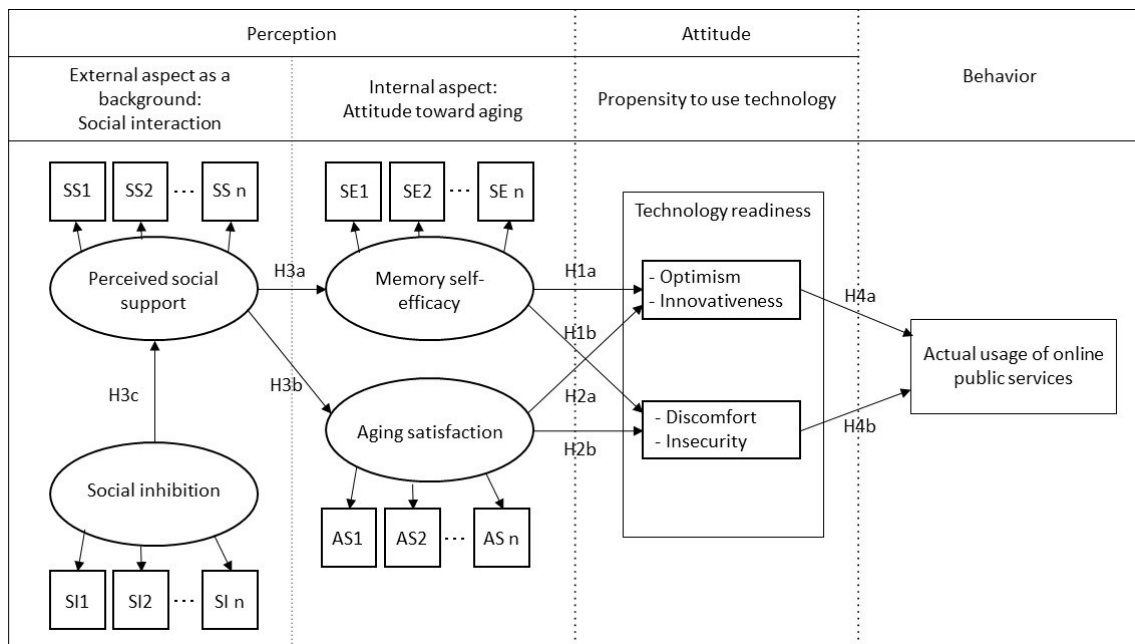 Perception
Attitude
Behavior
External aspect as a
background:
Social interaction
Internal aspect:
Attitude toward aging
Propensity to use technology
SS1
SS2
...
SS n
SE1
SE2
...
SE n
Technology readiness
Perceived social
support
H3a
Memory self-
efficacy
H1a
- Optimism
- Innovativeness
H4a
H1b
Actual usage of online
public services
H3c
H3b
H2a
Aging satisfaction
H2b
- Discomfort
- Insecurity
H4b
Social inhibition
AS1
AS2
...
AS n
SI1
SI2
...
SI n